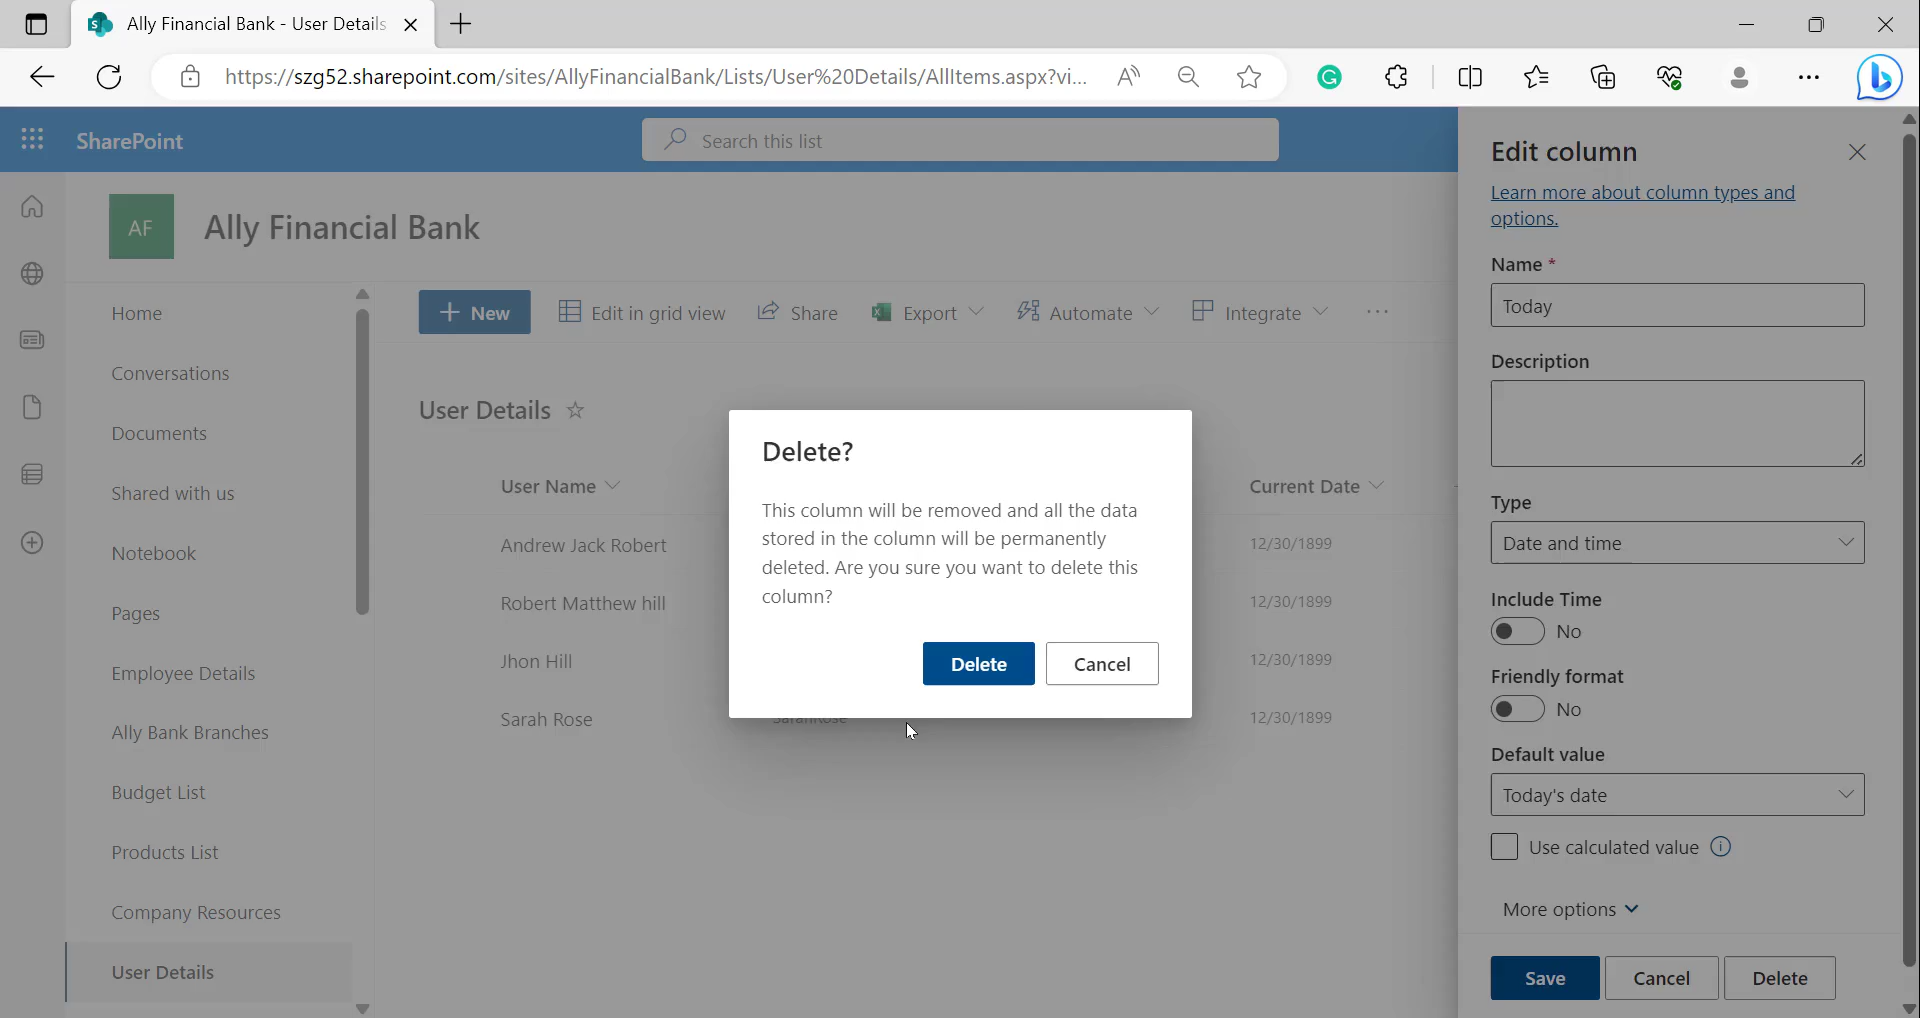 Ally Financial Bank - User Details
https://szg52.sharepoint.com/sites/AllyFinancialBank/Lists/User%20Details/AllItems.aspx?vi...
SharePoint
Search this list
AF
Ally Financial Bank
Home
Conversations
Documents
Shared with us
Notebook
Pages
Employee Details
Ally Bank Branches
Budget List
Products List
Company Resources
User Details
New
Edit in grid view
Share
Export
Automate
Integrate
User Details
User Name
Current Date
Andrew Jack Robert
12/30/1899
Robert Matthew hill
12/30/1899
Jhon Hill
12/30/1899
Sarah Rose
SarahRose
12/30/1899
Delete?
This column will be removed and all the data
stored in the column will be permanently
deleted. Are you sure you want to delete this
column?
Delete
Cancel
Edit column
Learn more about column types and
options.
Name *
Today
Description
Type
Date and time
Include Time
No
Friendly format
No
Default value
Today's date
Use calculated value
More options
Save
Cancel
Delete